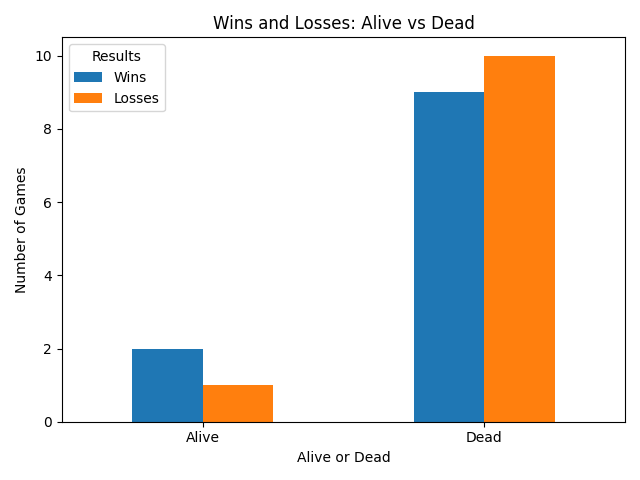 Wins and Losses: Alive vs Dead
Results
Wins
Losses
Number of Games
10
8
6
4
2
0
Alive
Dead
Alive or Dead